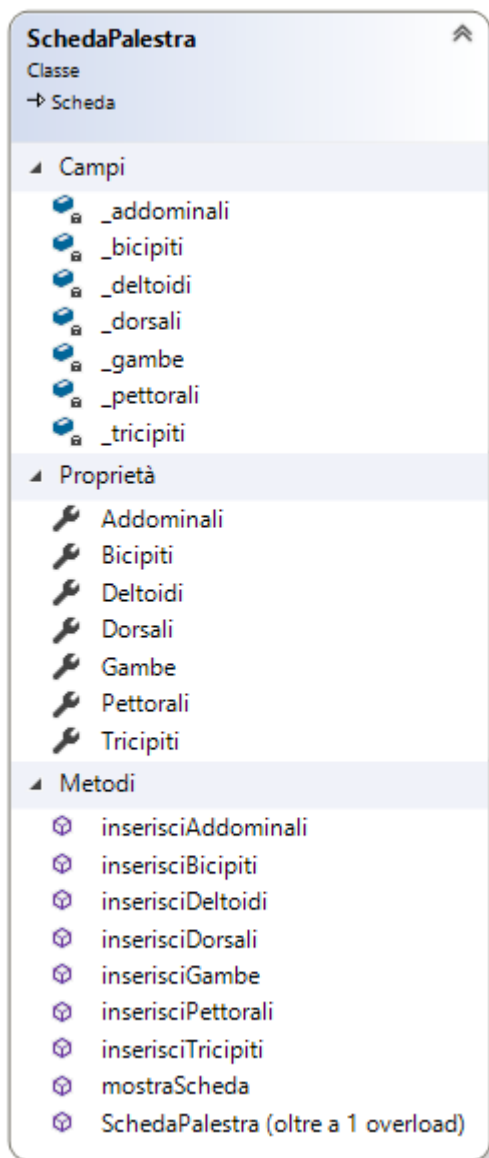 SchedaPalestra
Classe
Scheda
Campi
_addominali
_bicipiti
_deltoidi
_dorsali
_gambe
_pettorali
_tricipiti
Proprietà
Addominali
Bicipiti
Deltoidi
Dorsali
Gambe
Pettorali
Tricipiti
Metodi
inserisciAddominali
inserisciBicipiti
inserisciDeltoidi
inserisciDorsali
inserisciGambe
inserisciPettorali
inserisciTricipiti
mostraScheda
SchedaPalestra (oltre a 1 overload)